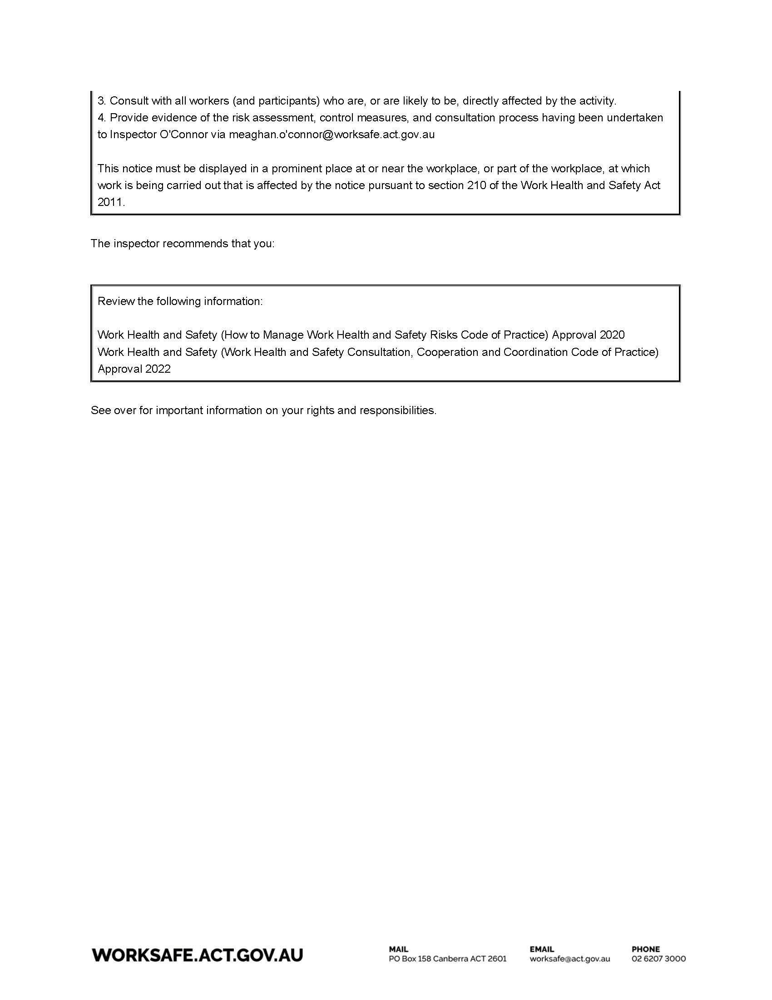 3. Consult with all workers (and participants) who are, or are likely to be, directly affected by the activity.
4. Provide evidence of the risk assessment, control measures, and consultation process having been undertaken
to Inspector O'Connor via meaghan.o'connor@worksafe.act.gov.au
This notice must be displayed in a prominent place at or near the workplace, or part of the workplace, at which
work is being carried out that is affected by the notice pursuant to section 210 of the Work Health and Safety Act
2011.
The inspector recommends that you:
Review the following information:
Work Health and Safety (How to Manage Work Health and Safety Risks Code of Practice) Approval 2020
Work Health and Safety (Work Health and Safety Consultation, Cooperation and Coordination Code of Practice)
Approval 2022
See over for important information on your rights and responsibilities.
WORKSAFE.ACT.GOV.AU
MAIL
PO Box 158 Canberra ACT 2601
EMAIL
worksafe@act.gov.au
PHONE
02 6207 3000